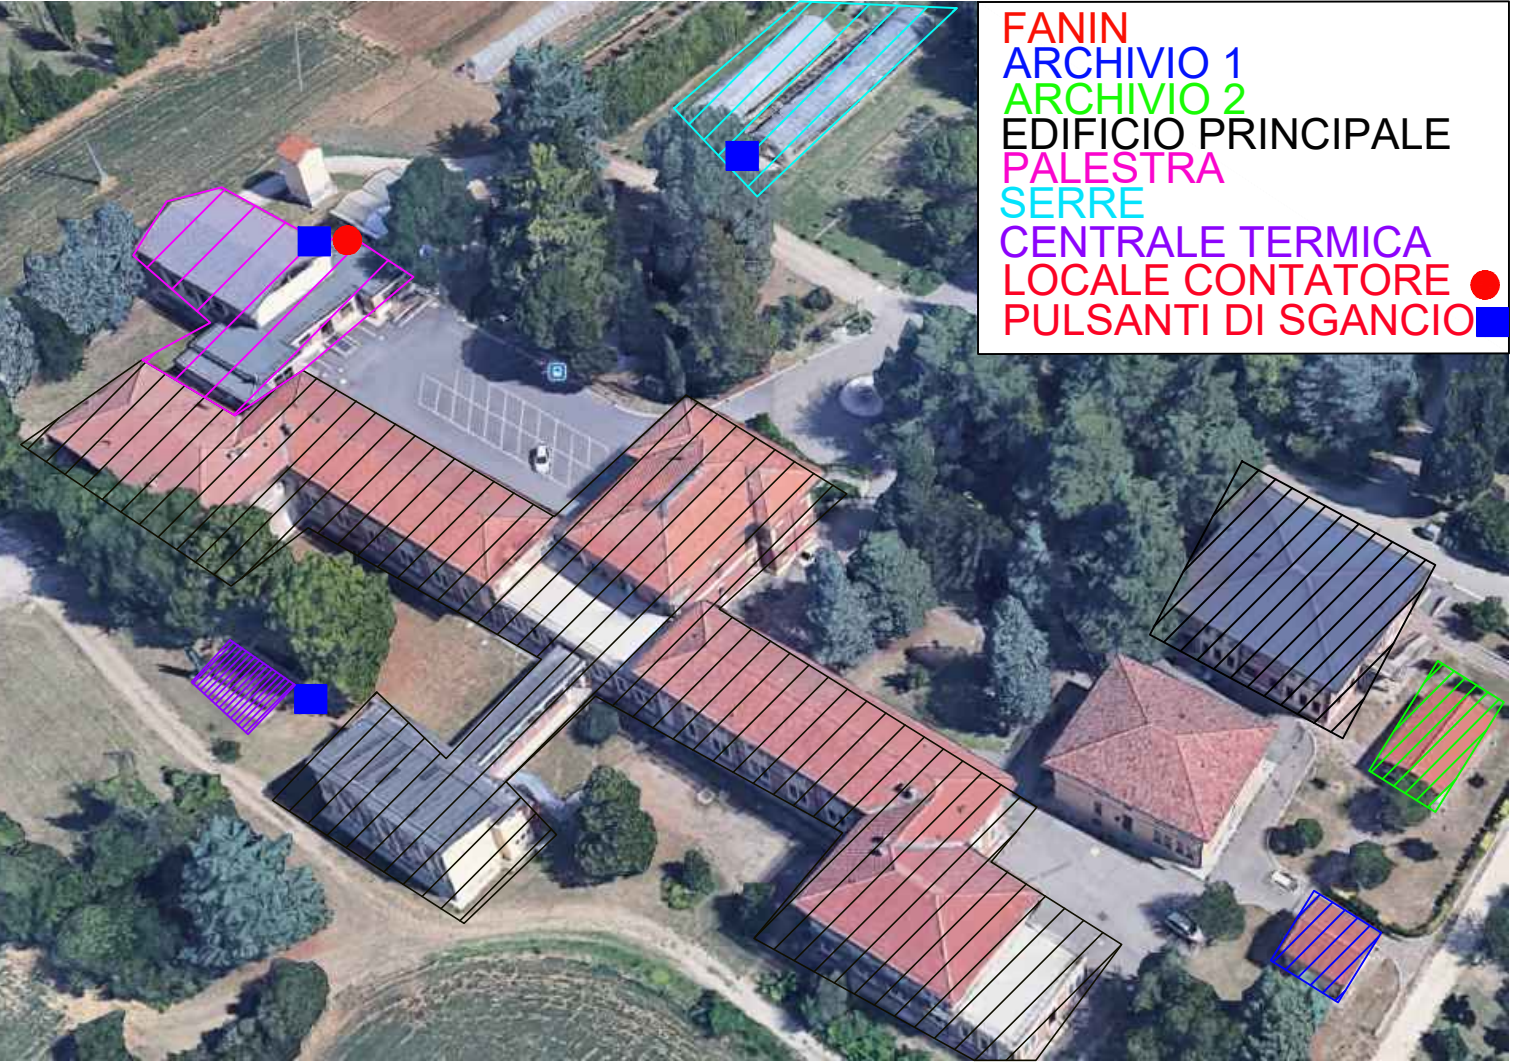 FANIN
ARCHIVIO 1
ARCHIVIO 2
EDIFICIO PRINCIPALE
PALESTRA
SERRE
CENTRALE TERMICA
LOCALE CONTATORE
PULSANTI DI SGANCIO